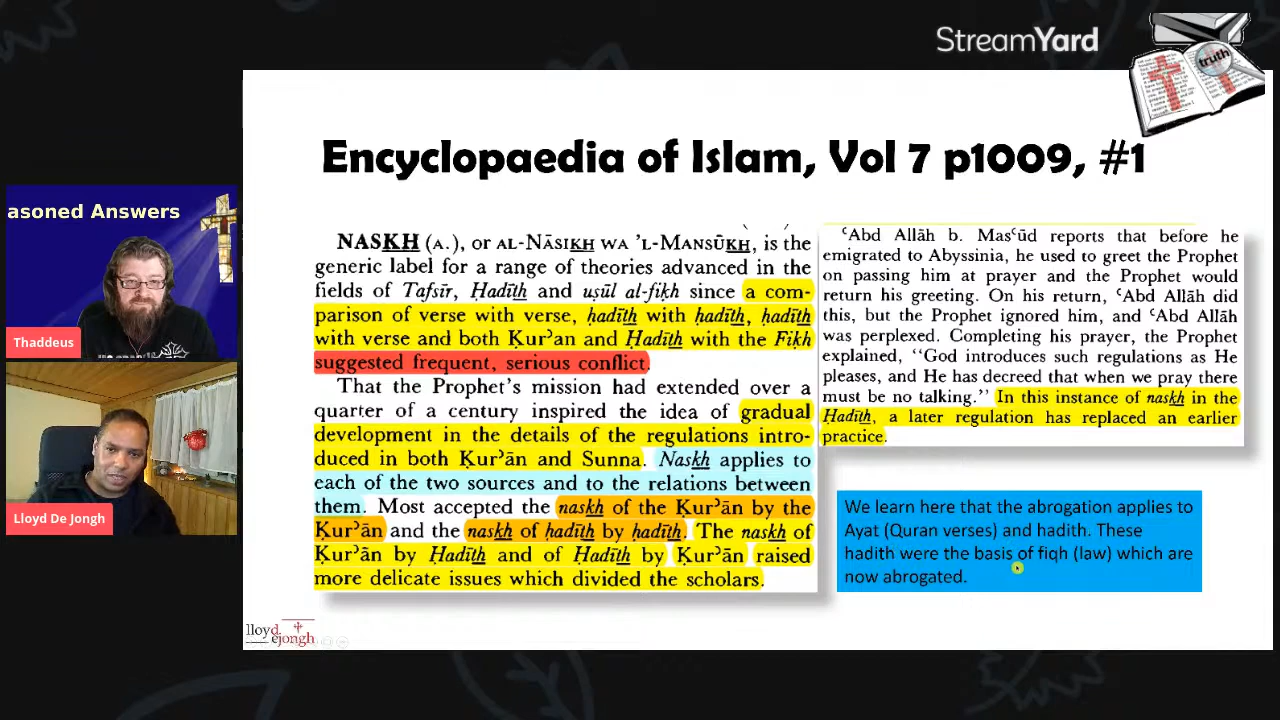 StreamYard
truth
Encyclopaedia of Islam, Vol 7 p1009, #1
asoned Answers
Thaddeus
Lloyd De Jongh
NASKH (A.), or AL-NĀSIKH WA 'L-MANSŪKH, is the
generic label for a range of theories advanced in the
fields of Tafsīr, Ḥadīth and uṣūl al-fiḳh since a com-
parison of verse with verse, ḥadīth with ḥadīth, ḥadīth
with verse and both Ḳurʾan and Ḥadīth with the Fiḳh
suggested frequent, serious conflict.
That the Prophet's mission had extended over a
quarter of a century inspired the idea of gradual
development in the details of the regulations intro-
duced in both Ḳurʾān and Sunna. Naskh applies to
each of the two sources and to the relations between
them. Most accepted the naskh of the Ḳurʾān by the
Ḳurʾān and the naskh of ḥadīth by ḥadīth. The naskh of
Ḳurʾān by Ḥadīth and of Ḥadīth by Ḳurʾān raised
more delicate issues which divided the scholars.
ʿAbd Allāh b. Masʿūd reports that before he
emigrated to Abyssinia, he used to greet the Prophet
on passing him at prayer and the Prophet would
return his greeting. On his return, ʿAbd Allāh did
this, but the Prophet ignored him, and ʿAbd Allāh
was perplexed. Completing his prayer, the Prophet
explained, "God introduces such regulations as He
pleases, and He has decreed that when we pray there
must be no talking." In this instance of naskh in the
Ḥadīth, a later regulation has replaced an earlier
practice.
We learn here that the abrogation applies to
Ayat (Quran verses) and hadith. These
hadith were the basis of fiqh (law) which are
now abrogated.
lloyd
ejongh